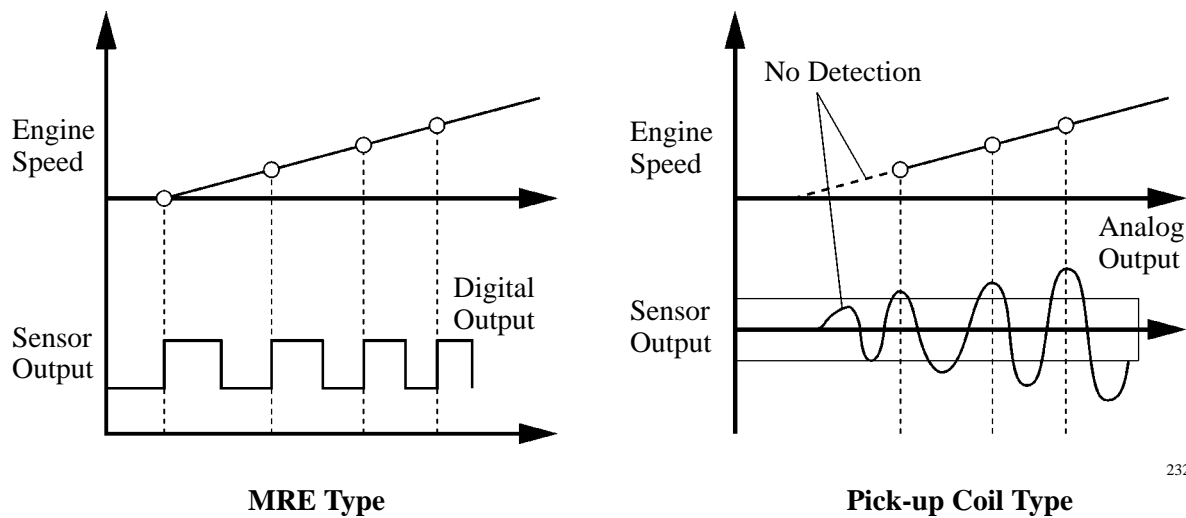 Engine
Speed
Digital
Output
Sensor
Output
MRE Type
No Detection
Engine
Speed
Analog
Output
Sensor
Output
Pick-up Coil Type
232